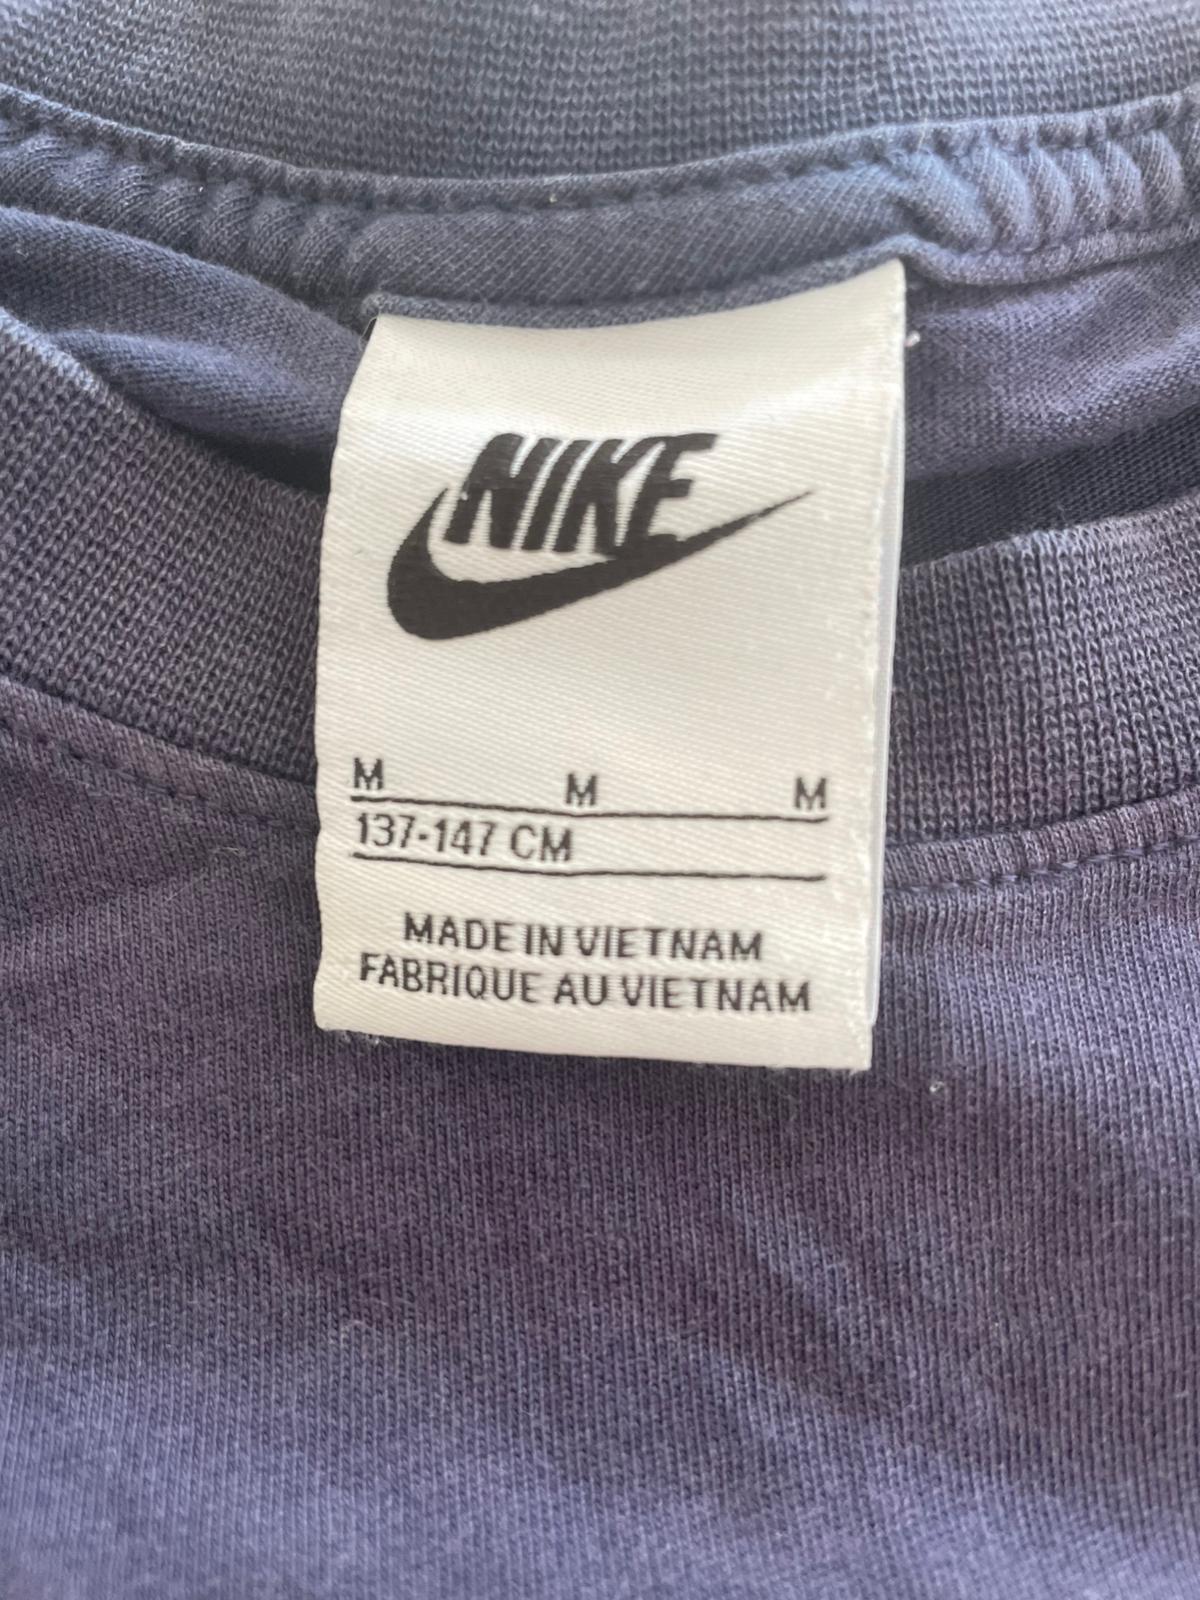 NIKE
M M M
137-147 CM
MADE IN VIETNAM
FABRIQUE AU VIETNAM